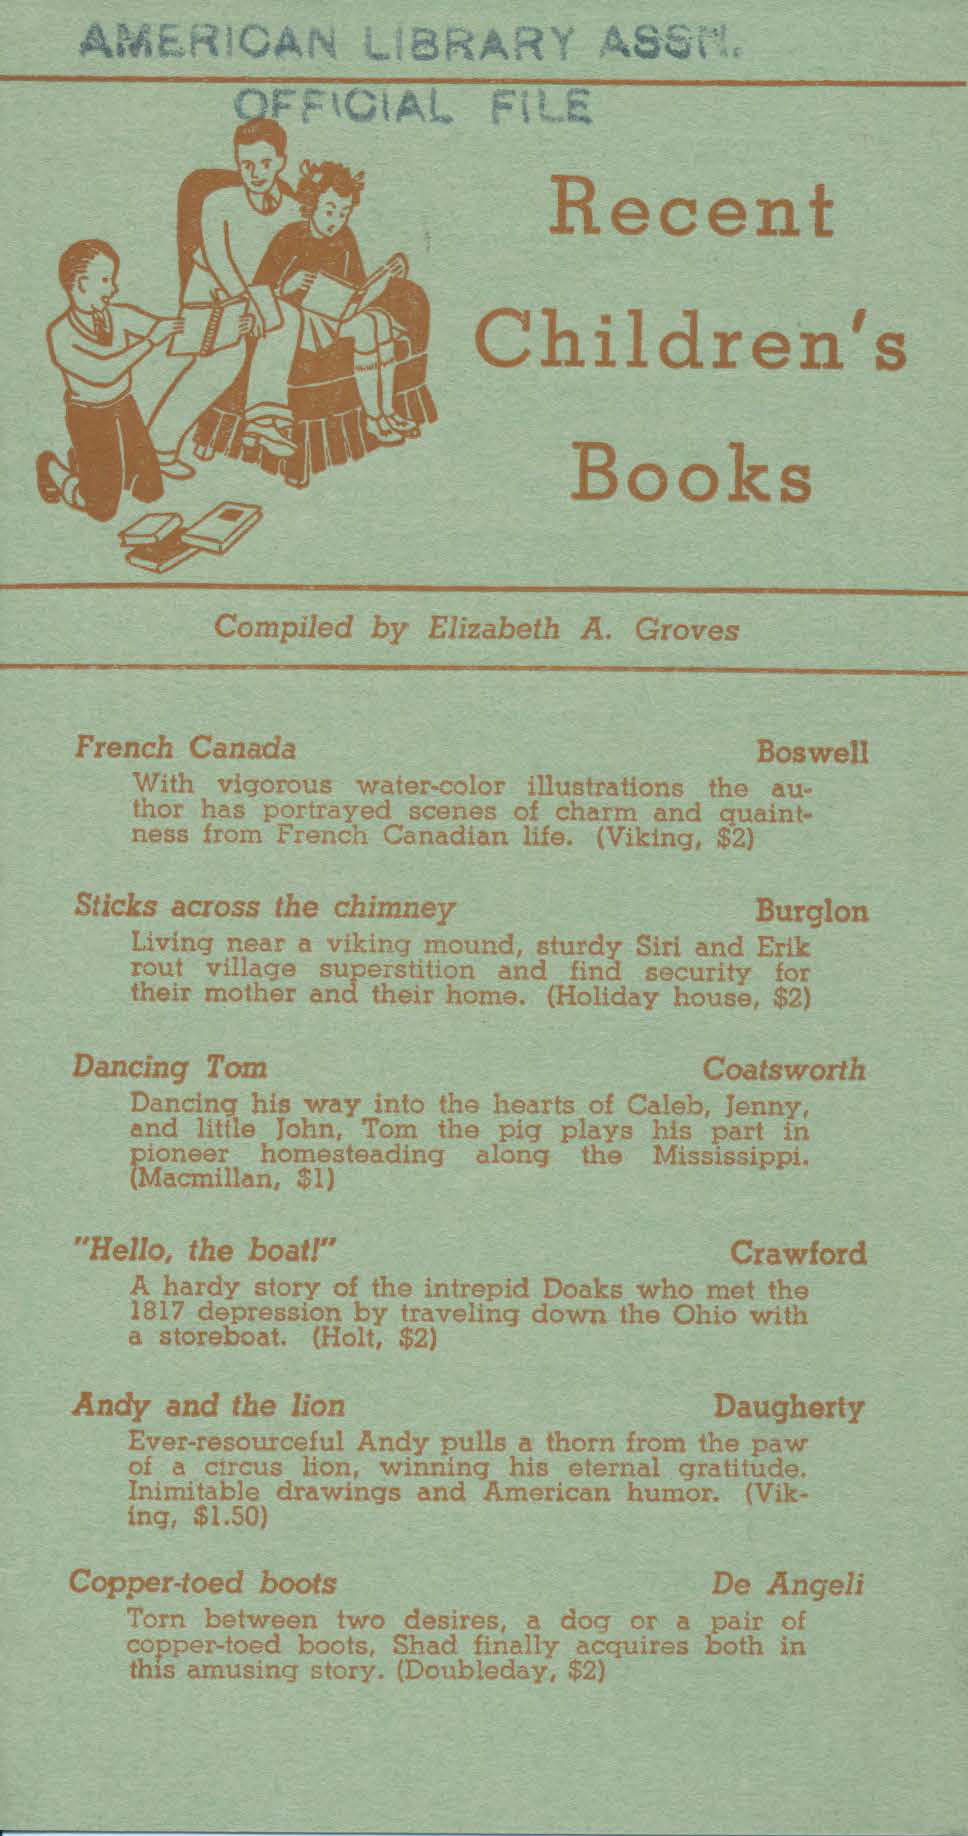 AMERICAN LIBRARY ASSN.
OFFICIAL FILE
Recent
Children's
Books
Compiled by Elizabeth A. Groves
French Canada Boswell
With vigorous water-color illustrations the au-
thor has portrayed scenes of charm and quaint-
ness from French Canadian life. (Viking, $2)
Sticks across the chimney Burglon
Living near a viking mound, sturdy Siri and Erik
rout village superstition and find security for
their mother and their home. (Holiday house, $2)
Dancing Tom Coatsworth
Dancing his way into the hearts of Caleb, Jenny,
and little John, Tom the pig plays his part in
pioneer homesteading along the Mississippi.
(Macmillan, $1)
"Hello, the boat!" Crawford
A hardy story of the intrepid Doaks who met the
1817 depression by traveling down the Ohio with
a storeboat. (Holt, $2)
Andy and the lion Daugherty
Ever-resourceful Andy pulls a thorn from the paw
of a circus lion, winning his eternal gratitude.
Inimitable drawings and American humor. (Vik-
ing, $1.50)
Copper-toed boots De Angeli
Torn between two desires, a dog or a pair of
copper-toed boots, Shad finally acquires both in
this amusing story. (Doubleday, $2)